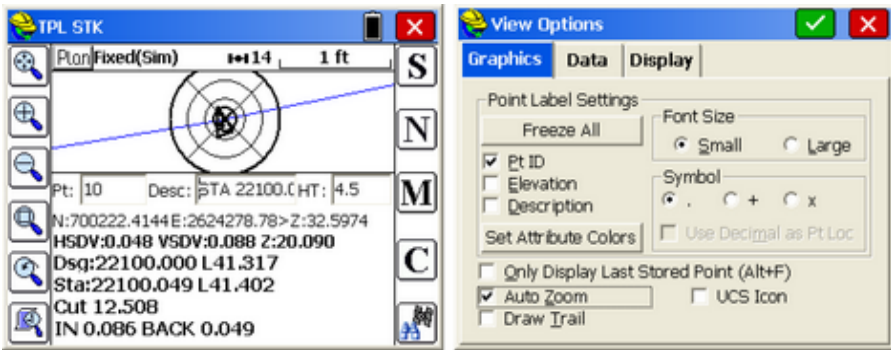 TPL STK
Plan Fixed(Sim) 14 1 ft
S
N
Pt: 10 Desc: STA 22100.0 HT: 4.5
M
N:700222.4144 E:2624278.78> Z:32.5974
HSDV:0.048 VSDV:0.088 Z:20.090
Dsg:22100.000 L41.317
C
Sta:22100.049 L41.402
Cut 12.508
IN 0.086 BACK 0.049
View Options
Graphics Data Display
Point Label Settings
Freeze All
Font Size
Small Large
Pt ID
Elevation
Description
Symbol
. + x
Set Attribute Colors
Use Decimal as Pt Loc
Only Display Last Stored Point (Alt+F)
Auto Zoom UCS Icon
Draw Trail